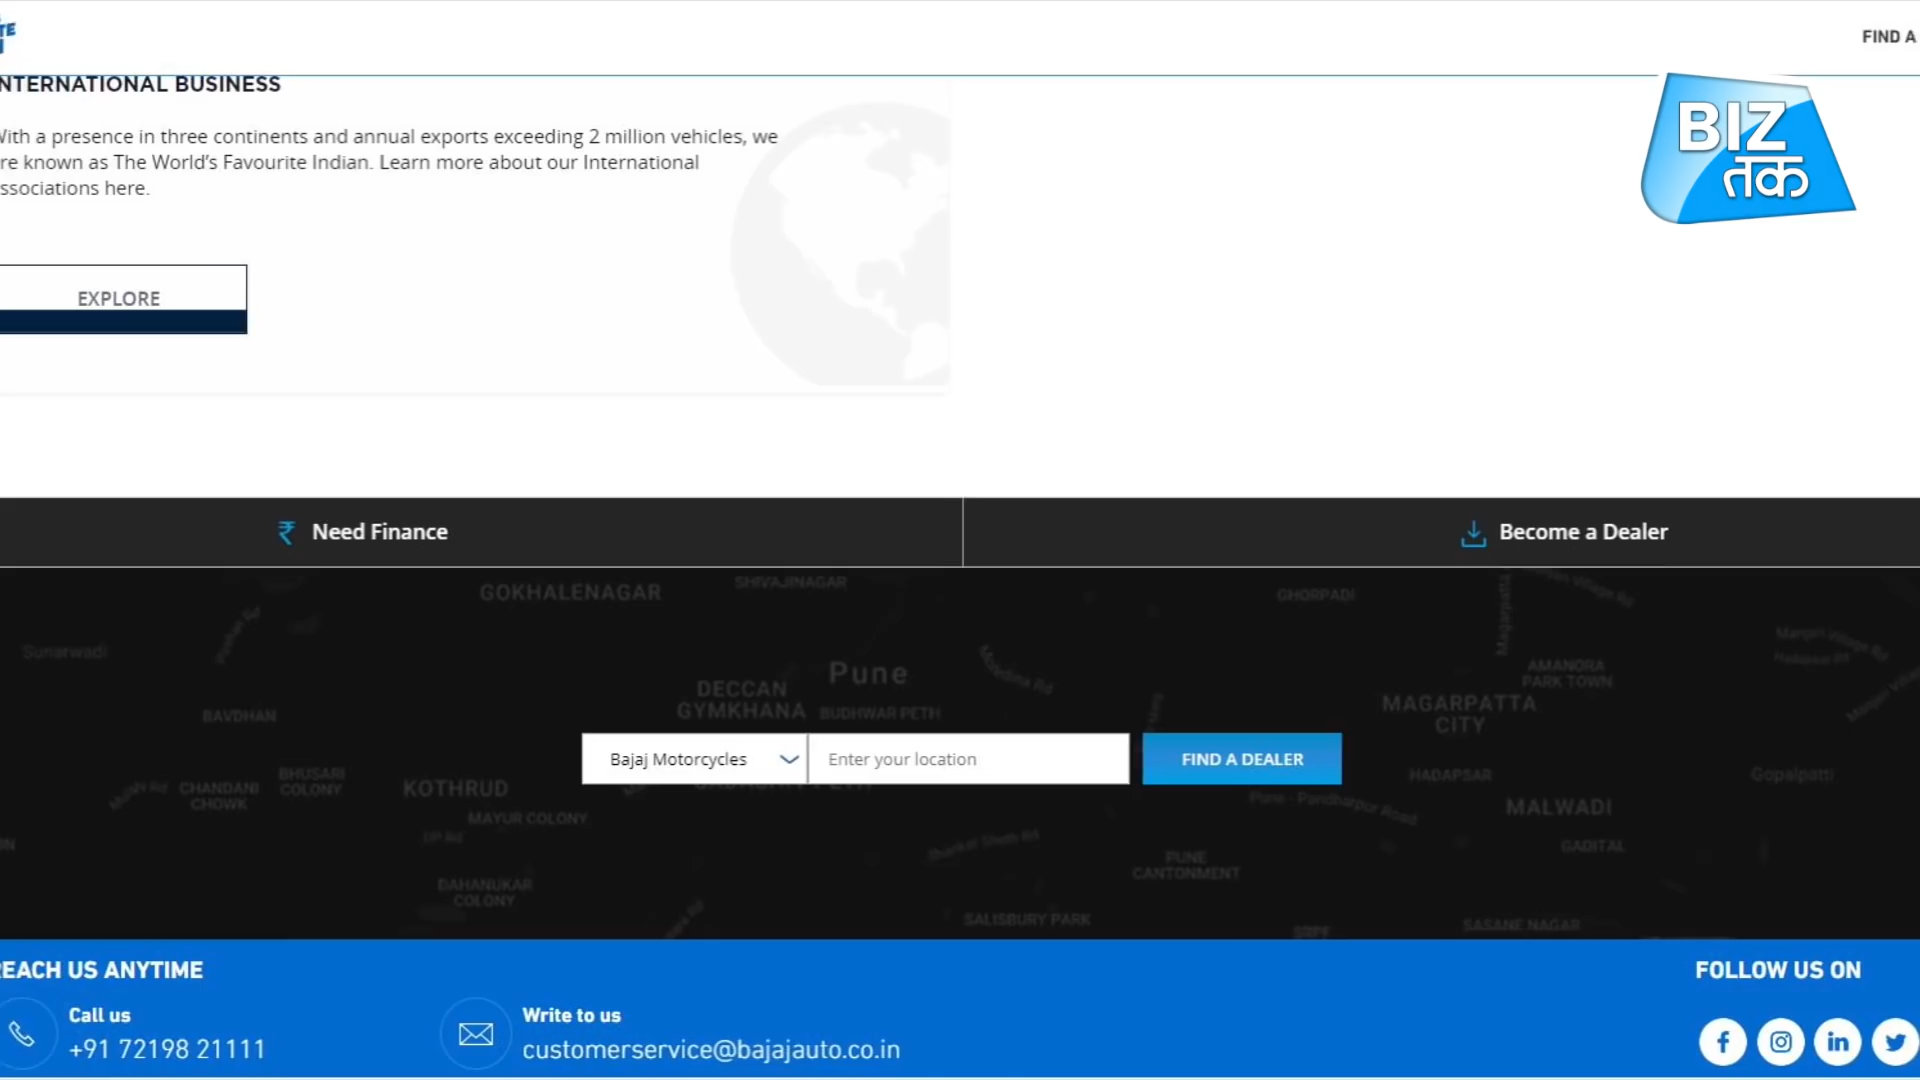 FIND A
NTERNATIONAL BUSINESS
BIZ
तक
ith a presence in three continents and annual exports exceeding 2 million vehicles, we
re known as The World's Favourite Indian. Learn more about our International
ssociations here.
EXPLORE
Need Finance
Become a Dealer
GOKHALENAGAR
SHIVAJINAGAR
GHORPADI
AMANORA
PARK TOWN
Pune
DECCAN
GYMKHANA
BUDHWAR PETH
MAGARPATTA
CITY
BAVDHAN
Bajaj Motorcycles
Enter your location
FIND A DEALER
HADAPSAR
Gopalpatti
BHUSARI
COLONY
CHANDANI
CHOWK
KOTHRUD
MAYUR COLONY
MALWADI
GADITAL
PUNE
CANTONMENT
DAHANUKAR
COLONY
SALISBURY PARK
SASANE NAGAR
EACH US ANYTIME
FOLLOW US ON
Call us
+91 72198 21111
Write to us
customerservice@bajajauto.co.in